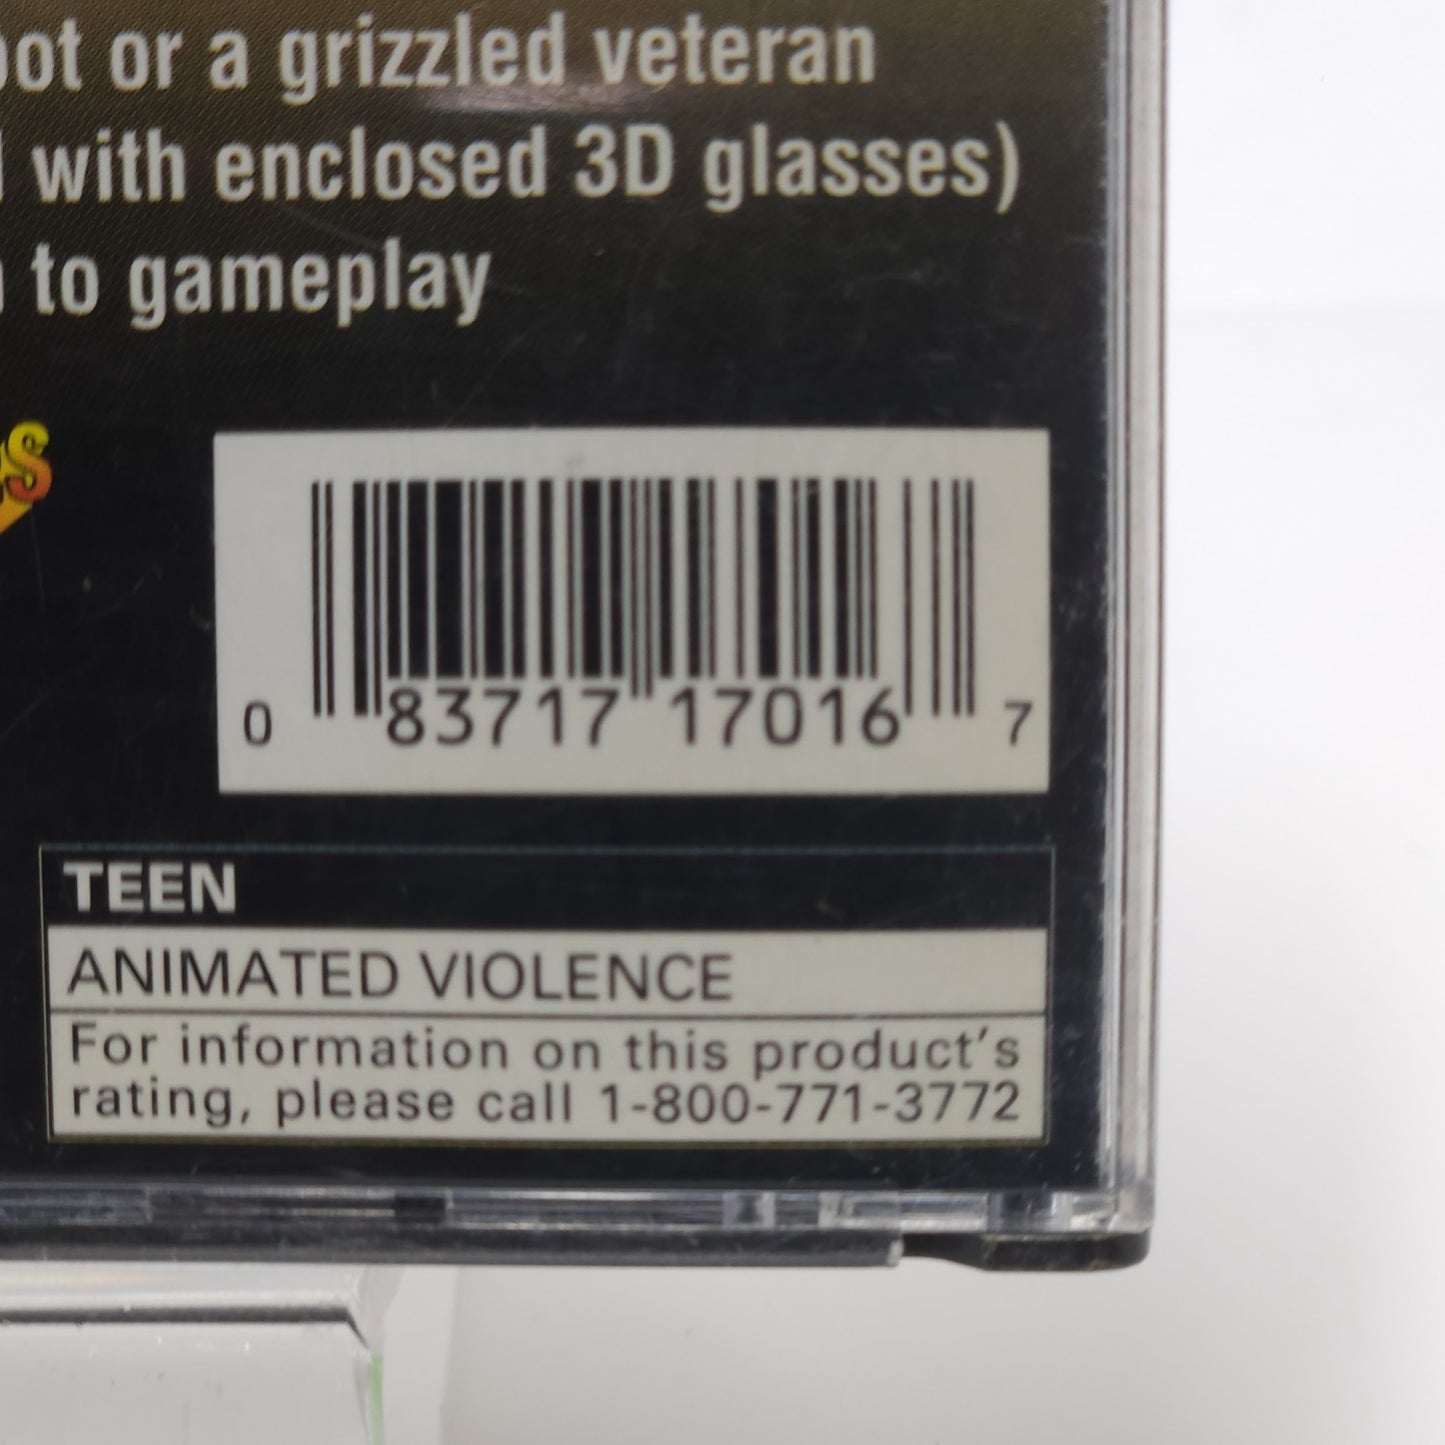 or a grizzled veteran
with enclosed 3D glasses)
to gameplay
0 83717 17016 7
TEEN
ANIMATED VIOLENCE
For information on this product's
rating, please call 1-800-771-3772